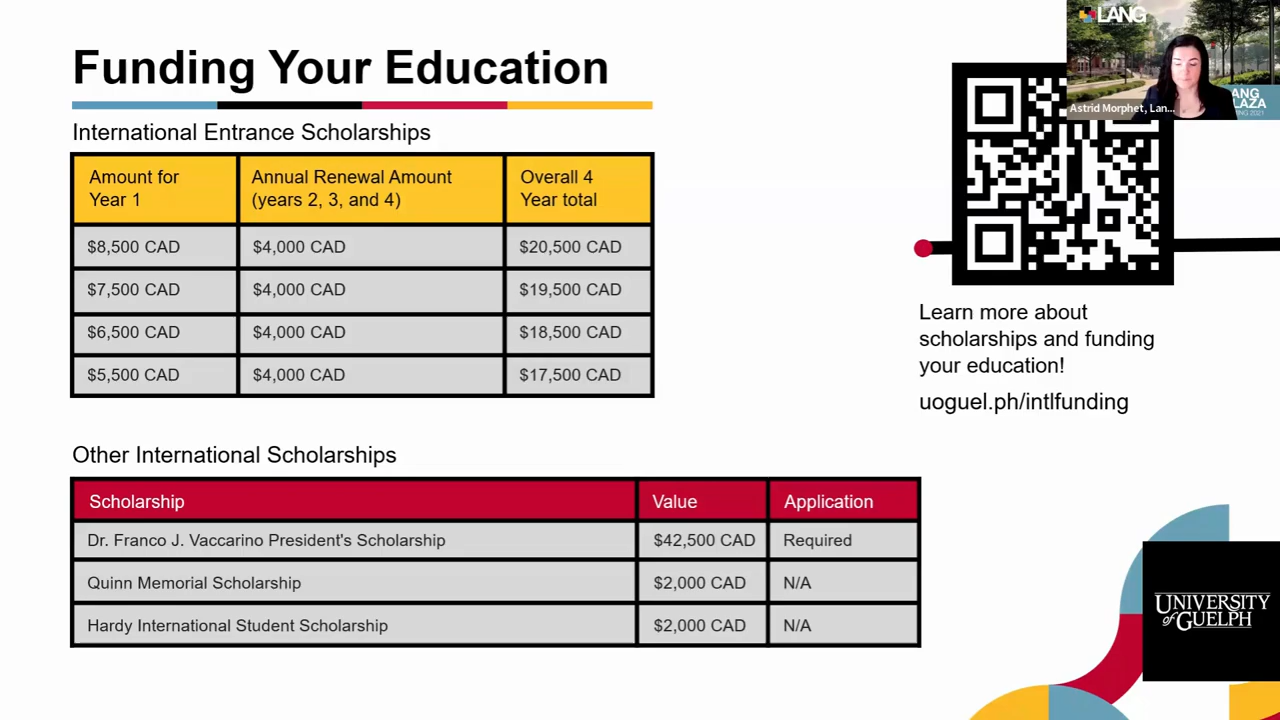 Funding Your Education
International Entrance Scholarships
Amount for
Year 1
Annual Renewal Amount
(years 2, 3, and 4)
Overall 4
Year total
$8,500 CAD
$4,000 CAD
$20,500 CAD
$7,500 CAD
$4,000 CAD
$19,500 CAD
$6,500 CAD
$4,000 CAD
$18,500 CAD
$5,500 CAD
$4,000 CAD
$17,500 CAD
Other International Scholarships
Scholarship
Value
Application
Dr. Franco J. Vaccarino President's Scholarship
$42,500 CAD
Required
Quinn Memorial Scholarship
$2,000 CAD
N/A
Hardy International Student Scholarship
$2,000 CAD
N/A
LANG
Astrid Morphet, Lan...
ANG
LAZA
2021
Learn more about
scholarships and funding
your education!
uoguel.ph/intlfunding
UNIVERSITY
of GUELPH